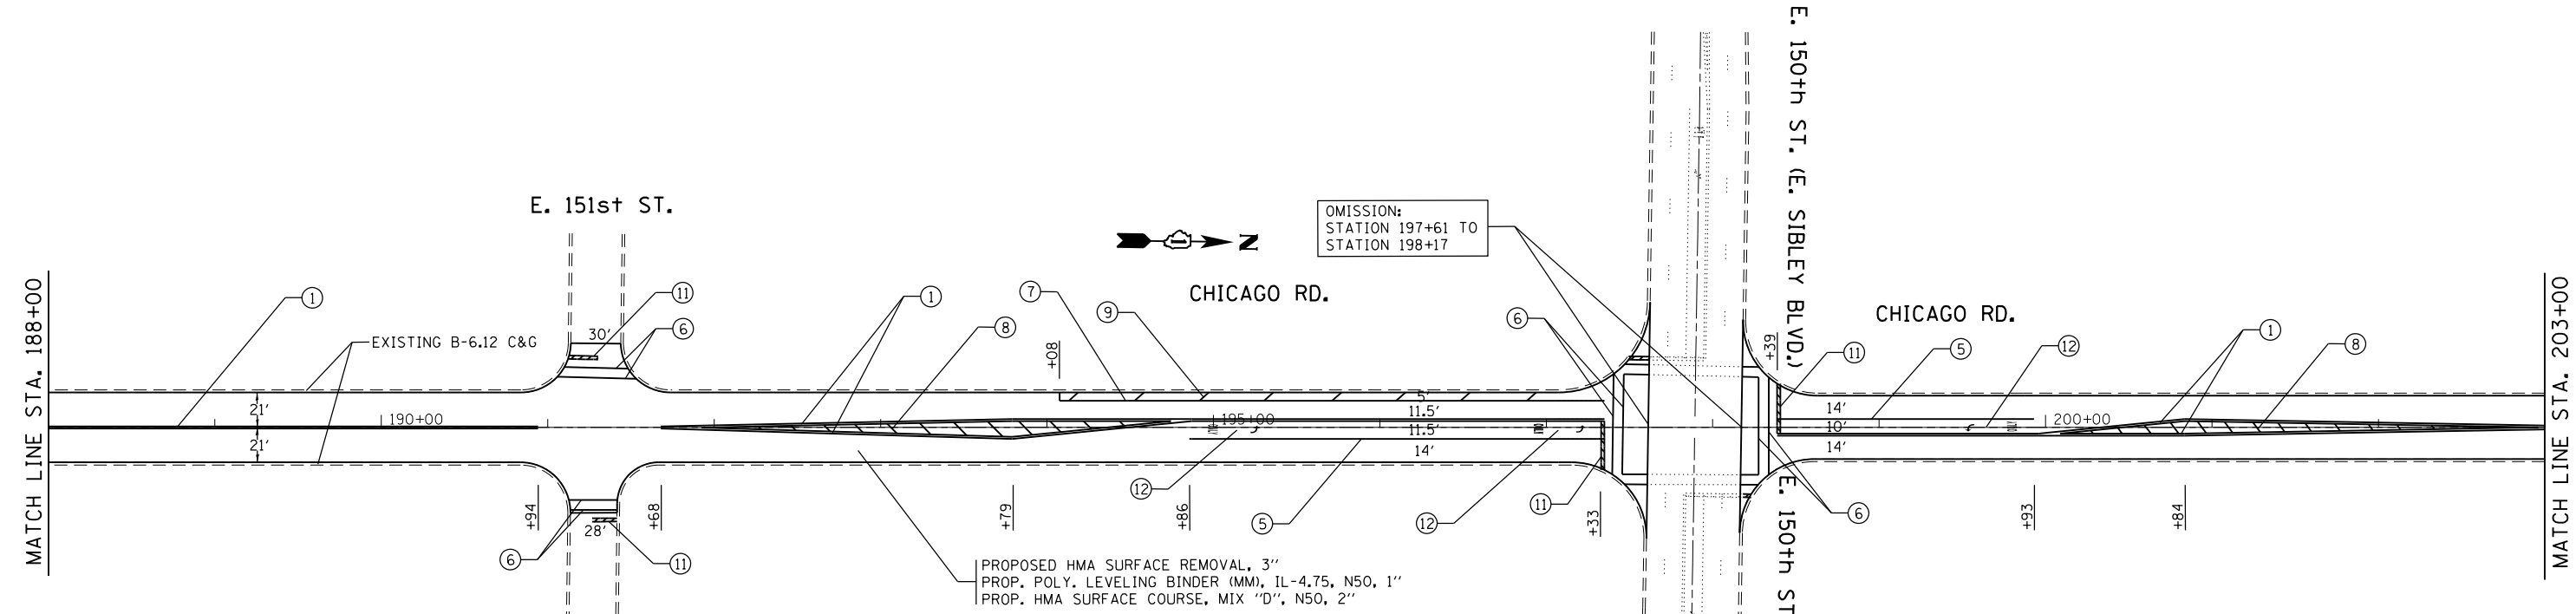 MATCH LINE STA. 188+00
1
EXISTING B-6.12 C&G
21'
21'
190+00
E. 151st ST.
30'
11
6
+94
+68
6
28'
11
1
8
7
9
+08
N
CHICAGO RD.
OMISSION:
STATION 197+61 TO
STATION 198+17
5'
11.5'
195+00
11.5'
14'
+79
+86
12
5
12
11
+33
6
PROPOSED HMA SURFACE REMOVAL, 3"
PROP. POLY. LEVELING BINDER (MM), IL-4.75, N50, 1"
PROP. HMA SURFACE COURSE, MIX "D", N50, 2"
E. 150th ST. (E. SIBLEY BLVD.)
E. 150th ST
+39
11
5
12
CHICAGO RD.
1
8
14'
10'
14'
200+00
6
+93
+84
MATCH LINE STA. 203+00